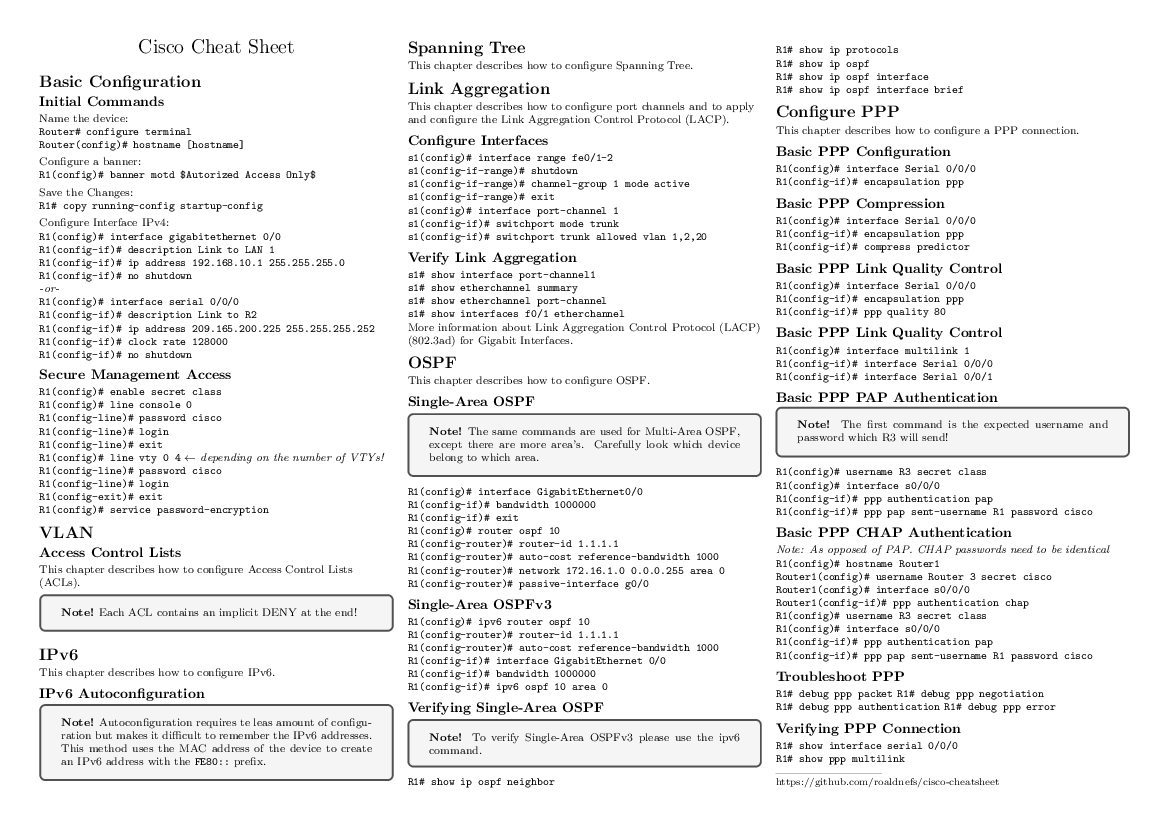 Cisco Cheat Sheet
Basic Configuration
Initial Commands
Name the device:
Router# configure terminal
Router(config)# hostname [hostname]
Configure a banner:
R1(config)# banner motd $Autorized Access Only$
Save the Changes:
R1# copy running-config startup-config
Configure Interface IPv4:
R1(config)# interface gigabitethernet 0/0
R1(config-if)# description Link to LAN 1
R1(config-if)# ip address 192.168.10.1 255.255.255.0
R1(config-if)# no shutdown
-or-
R1(config)# interface serial 0/0/0
R1(config-if)# description Link to R2
R1(config-if)# ip address 209.165.200.225 255.255.255.252
R1(config-if)# clock rate 128000
R1(config-if)# no shutdown
Secure Management Access
R1(config)# enable secret class
R1(config)# line console 0
R1(config-line)# password cisco
R1(config-line)# login
R1(config-line)# exit
R1(config)# line vty 0 4 ← depending on the number of VTYs!
R1(config-line)# password cisco
R1(config-line)# login
R1(config-exit)# exit
R1(config)# service password-encryption
VLAN
Access Control Lists
This chapter describes how to configure Access Control Lists
(ACLs).
Note! Each ACL contains an implicit DENY at the end!
IPv6
This chapter describes how to configure IPv6.
IPv6 Autoconfiguration
Note! Autoconfiguration requires te leas amount of configu-
ration but makes it difficult to remember the IPv6 addresses.
This method uses the MAC address of the device to create
an IPv6 address with the FE80:: prefix.
Spanning Tree
This chapter describes how to configure Spanning Tree.
Link Aggregation
This chapter describes how to configure port channels and to apply
and configure the Link Aggregation Control Protocol (LACP).
Configure Interfaces
s1(config)# interface range fe0/1-2
s1(config-if-range)# shutdown
s1(config-if-range)# channel-group 1 mode active
s1(config-if-range)# exit
s1(config)# interface port-channel 1
s1(config-if)# switchport mode trunk
s1(config-if)# switchport trunk allowed vlan 1,2,20
Verify Link Aggregation
s1# show interface port-channel1
s1# show etherchannel summary
s1# show etherchannel port-channel
s1# show interfaces f0/1 etherchannel
More information about Link Aggregation Control Protocol (LACP)
(802.3ad) for Gigabit Interfaces.
OSPF
This chapter describes how to configure OSPF.
Single-Area OSPF
Note! The same commands are used for Multi-Area OSPF,
except there are more area's. Carefully look which device
belong to which area.
R1(config)# interface GigabitEthernet0/0
R1(config-if)# bandwidth 1000000
R1(config-if)# exit
R1(config)# router ospf 10
R1(config-router)# router-id 1.1.1.1
R1(config-router)# auto-cost reference-bandwidth 1000
R1(config-router)# network 172.16.1.0 0.0.0.255 area 0
R1(config-router)# passive-interface g0/0
Single-Area OSPFv3
R1(config)# ipv6 router ospf 10
R1(config-router)# router-id 1.1.1.1
R1(config-router)# auto-cost reference-bandwidth 1000
R1(config-if)# interface GigabitEthernet 0/0
R1(config-if)# bandwidth 1000000
R1(config-if)# ipv6 ospf 10 area 0
Verifying Single-Area OSPF
Note! To verify Single-Area OSPFv3 please use the ipv6
command.
R1# show ip ospf neighbor
R1# show ip protocols
R1# show ip ospf
R1# show ip ospf interface
R1# show ip ospf interface brief
Configure PPP
This chapter describes how to configure a PPP connection.
Basic PPP Configuration
R1(config)# interface Serial 0/0/0
R1(config-if)# encapsulation ppp
Basic PPP Compression
R1(config)# interface Serial 0/0/0
R1(config-if)# encapsulation ppp
R1(config-if)# compress predictor
Basic PPP Link Quality Control
R1(config)# interface Serial 0/0/0
R1(config-if)# encapsulation ppp
R1(config-if)# ppp quality 80
Basic PPP Link Quality Control
R1(config)# interface multilink 1
R1(config-if)# interface Serial 0/0/0
R1(config-if)# interface Serial 0/0/1
Basic PPP PAP Authentication
Note! The first command is the expected username and
password which R3 will send!
R1(config)# username R3 secret class
R1(config)# interface s0/0/0
R1(config-if)# ppp authentication pap
R1(config-if)# ppp pap sent-username R1 password cisco
Basic PPP CHAP Authentication
Note: As opposed of PAP. CHAP passwords need to be identical
R1(config)# hostname Router1
Router1(config)# username Router 3 secret cisco
Router1(config)# interface s0/0/0
Router1(config-if)# ppp authentication chap
R1(config)# username R3 secret class
R1(config)# interface s0/0/0
R1(config-if)# ppp authentication pap
R1(config-if)# ppp pap sent-username R1 password cisco
Troubleshoot PPP
R1# debug ppp packet R1# debug ppp negotiation
R1# debug ppp authentication R1# debug ppp error
Verifying PPP Connection
R1# show interface serial 0/0/0
R1# show ppp multilink
https://github.com/roaldnefs/cisco-cheatsheet